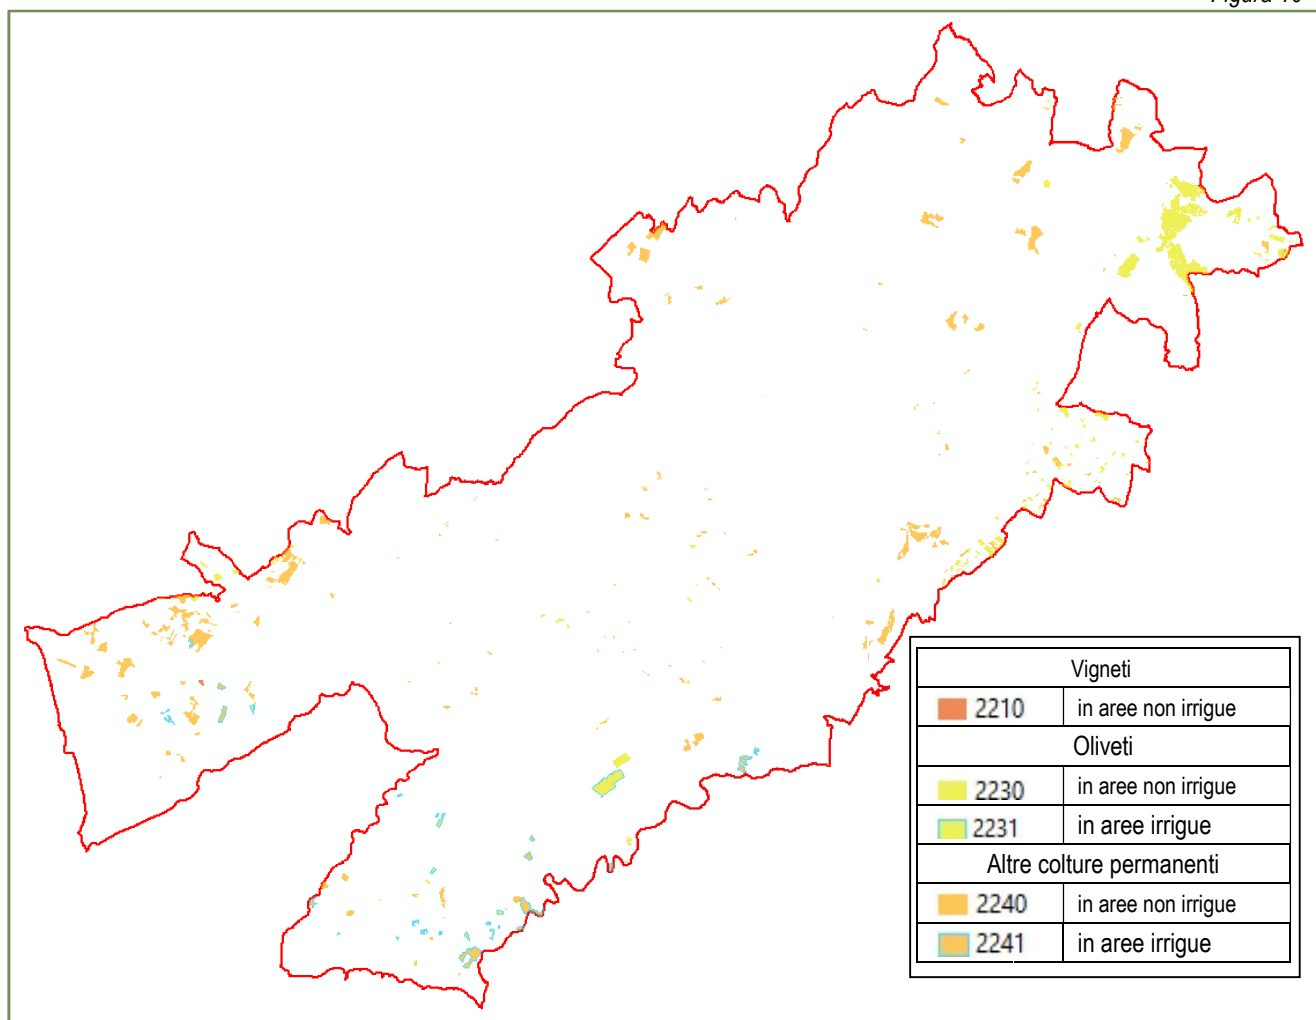 Vigneti
2210 in aree non irrigue
Oliveti
2230 in aree non irrigue
2231 in aree irrigue
Altre colture permanenti
2240 in aree non irrigue
2241 in aree irrigue